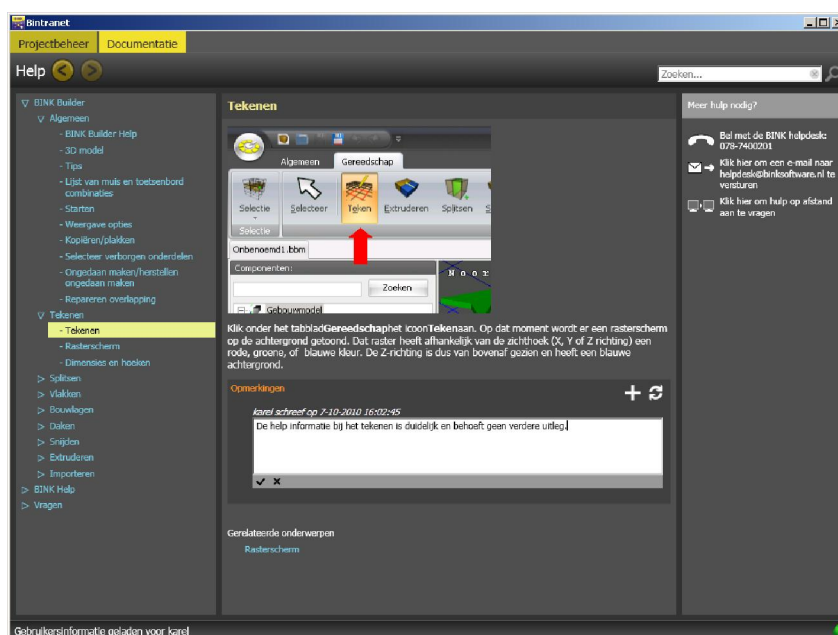 Bintranet
Projectbeheer Documentatie
Help
Zoeken...
▽ BINK Builder
▽ Algemeen
- BINK Builder Help
- 3D model
- Tips
- Lijst van muis en toetsenbord
combinaties
- Starten
- Weergave opties
- Kopiëren/plakken
- Selecteer verborgen onderdelen
- Ongedaan maken/herstellen
ongedaan maken
- Repareren overlapping
▽ Tekenen
- Tekenen
- Rasterscherm
- Dimensies en hoeken
▷ Splitsen
▷ Vlakken
▷ Bouwlagen
▷ Daken
▷ Snijden
▷ Extruderen
▷ Importeren
▷ BINK Help
▷ Vragen
Tekenen
Algemeen Gereedschap
Selectie Selecteer Teken Extruderen Splitsen
Selectie
Onbenoemd1.bbm
Componenten:
Zoeken
Gebouwmodel
Noor
Klik onder het tabbladGereedschaphet icoonTekenaan. Op dat moment wordt er een rasterscherm
op de achtergrond getoond. Dat raster heeft afhankelijk van de zichthoek (X, Y of Z richting) een
rode, groene, of blauwe kleur. De Z-richting is dus van bovenaf gezien en heeft een blauwe
achtergrond.
Opmerkingen
karel schreef op 7-10-2010 16:02:45
De help informatie bij het tekenen is duidelijk en behoeft geen verdere uitleg.
Gerelateerde onderwerpen
Rasterscherm
Meer hulp nodig?
Bel met de BINK helpdesk:
078-7400201
Klik hier om een e-mail naar
helpdesk@binksoftware.nl te
versturen
Klik hier om hulp op afstand
aan te vragen
Gebruikersinformatie geladen voor karel